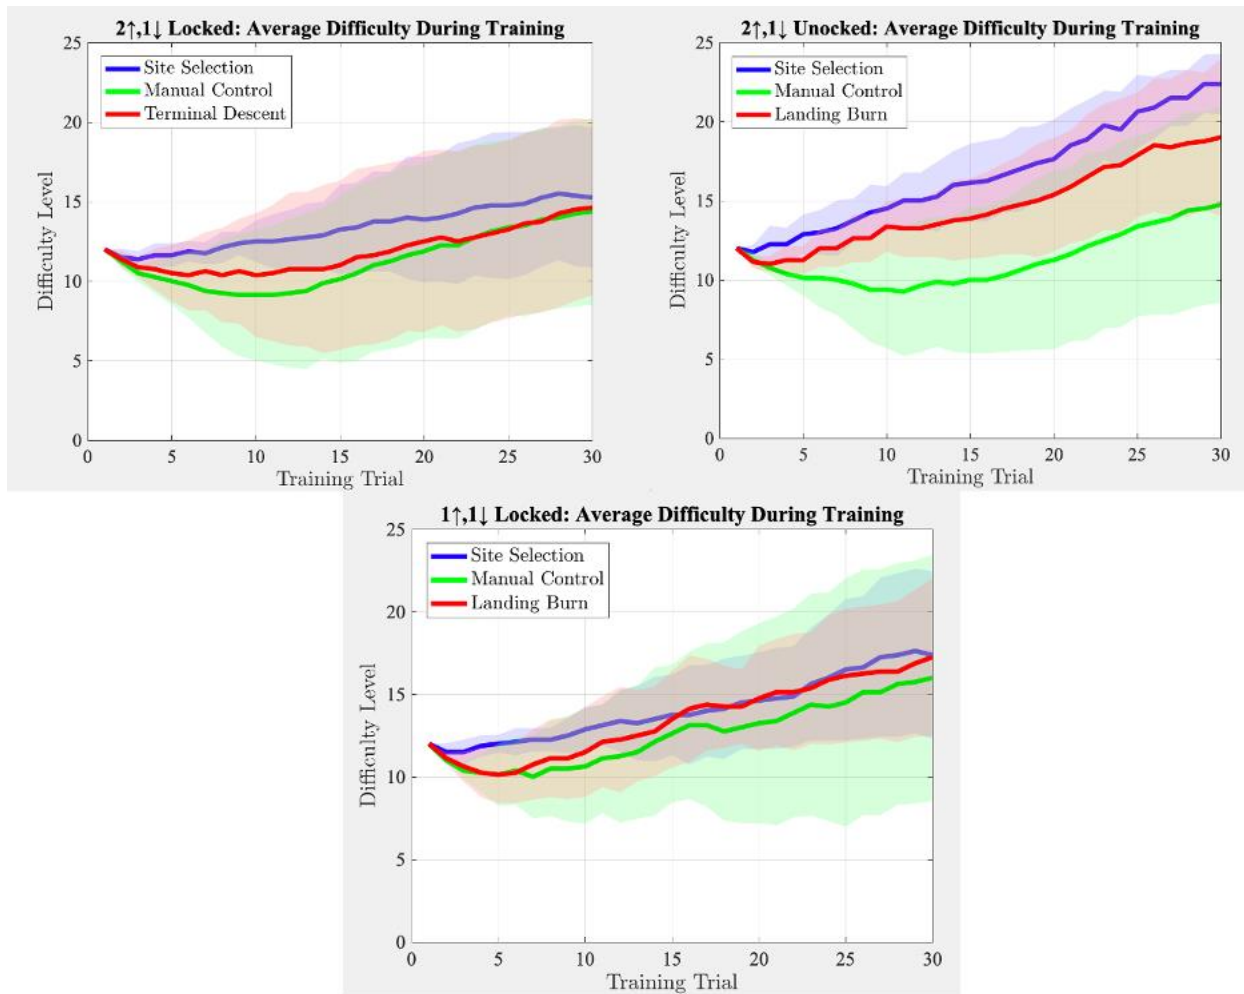 2↑,1↓ Locked: Average Difficulty During Training
25
20
15
10
5
0
Difficulty Level
Site Selection
Manual Control
Terminal Descent
0 5 10 15 20 25 30
Training Trial
2↑,1↓ Unocked: Average Difficulty During Training
25
20
15
10
5
0
Difficulty Level
Site Selection
Manual Control
Landing Burn
0 5 10 15 20 25 30
Training Trial
1↑,1↓ Locked: Average Difficulty During Training
25
20
15
10
5
0
Difficulty Level
Site Selection
Manual Control
Landing Burn
0 5 10 15 20 25 30
Training Trial